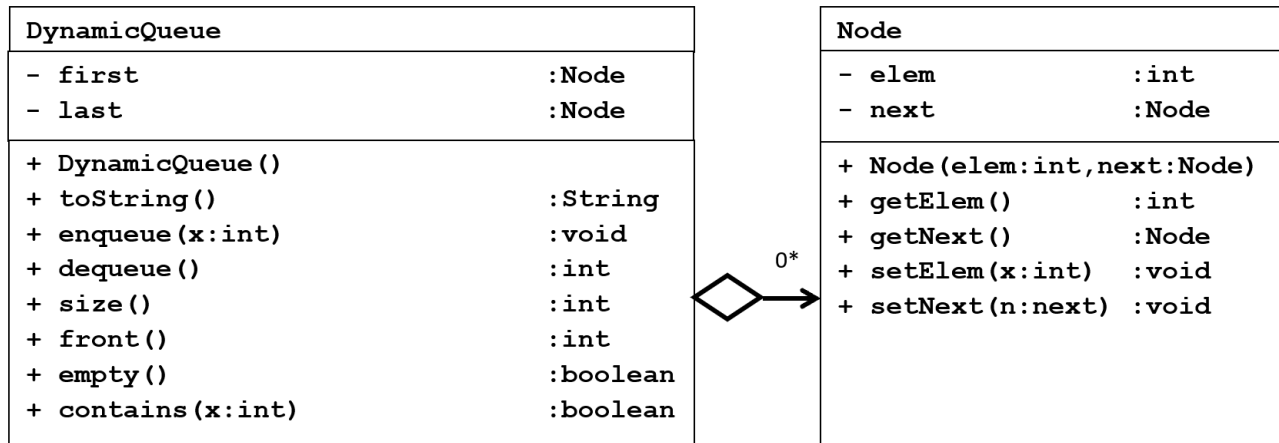 DynamicQueue
- first :Node
- last :Node
+ DynamicQueue()
+ toString() :String
+ enqueue(x:int) :void
+ dequeue() :int
+ size() :int
+ front() :int
+ empty() :boolean
+ contains(x:int) :boolean
0*
Node
- elem :int
- next :Node
+ Node(elem:int,next:Node)
+ getElem() :int
+ getNext() :Node
+ setElem(x:int) :void
+ setNext(n:next) :void